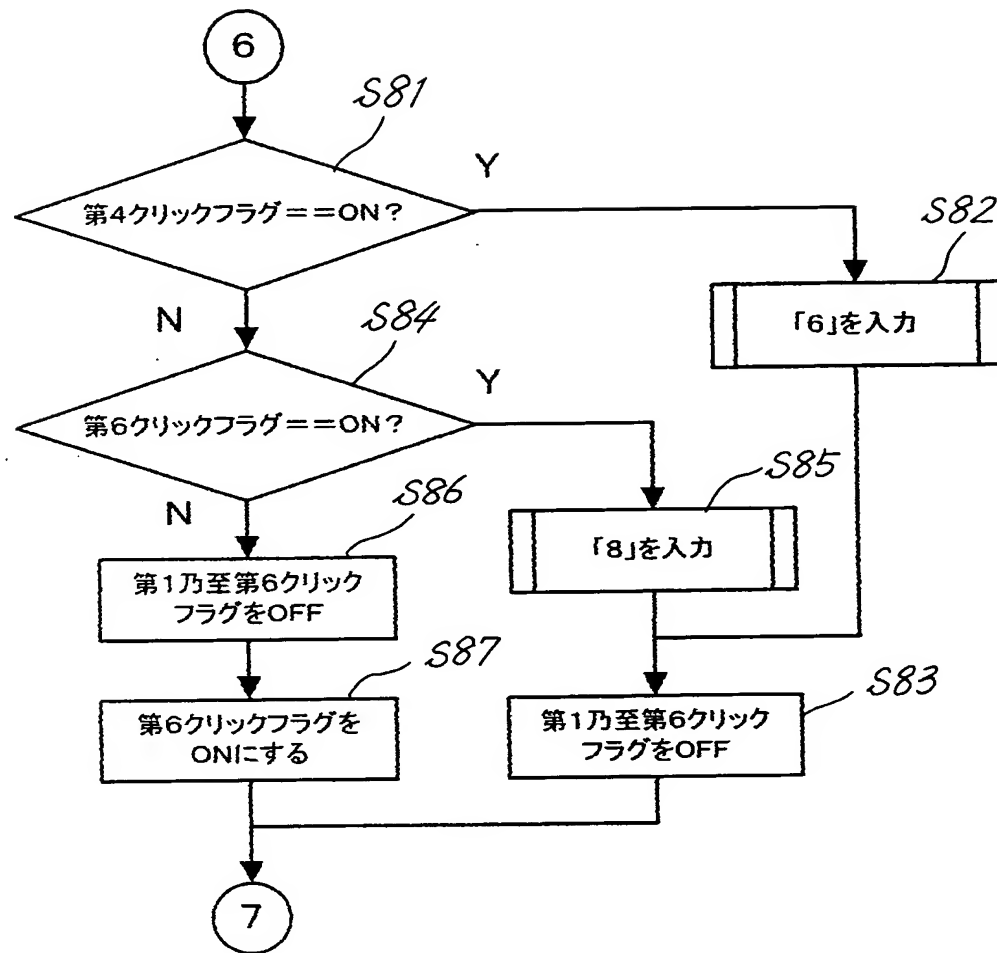 6
S81
第4クリックフラグ==ON?
Y
S82
「6」を入力
N
S84
第6クリックフラグ==ON?
Y
S85
「8」を入力
N
S86
第1乃至第6クリック
フラグをOFF
S87
第6クリックフラグを
ONにする
S83
第1乃至第6クリック
フラグをOFF
7